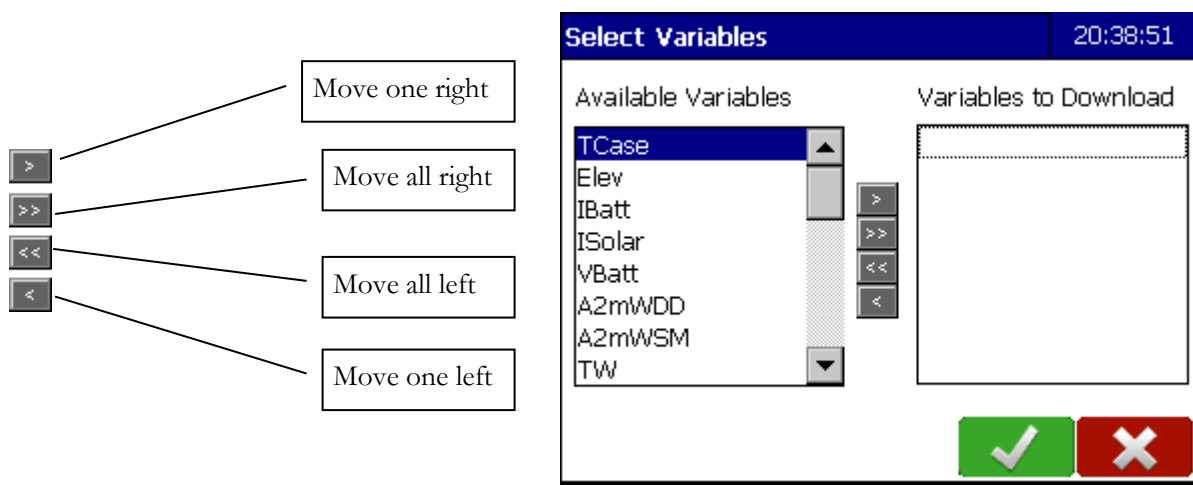 Move one right
>
Move all right
>>
<<
Move all left
<
Move one left
Select Variables 20:38:51
Available Variables Variables to Download
TCase
Elev
IBatt
ISolar
VBatt
A2mWDD
A2mWSM
TW
>
>>
<<
<